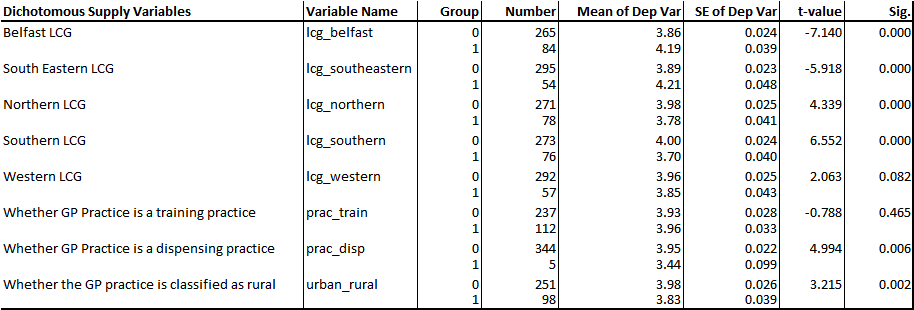 Dichotomous Supply Variables Variable Name Group Number Mean of Dep Var SE of Dep Var t-value Sig.
Belfast LCG lcg_belfast 0 265 3.86 0.024 -7.140 0.000
1 84 4.19 0.039
South Eastern LCG lcg_southeastern 0 295 3.89 0.023 -5.918 0.000
1 54 4.21 0.048
Northern LCG lcg_northern 0 271 3.98 0.025 4.339 0.000
1 78 3.78 0.041
Southern LCG lcg_southern 0 273 4.00 0.024 6.552 0.000
1 76 3.70 0.040
Western LCG lcg_western 0 292 3.96 0.025 2.063 0.082
1 57 3.85 0.043
Whether GP Practice is a training practice prac_train 0 237 3.93 0.028 -0.788 0.465
1 112 3.96 0.033
Whether GP Practice is a dispensing practice prac_disp 0 344 3.95 0.022 4.994 0.006
1 5 3.44 0.099
Whether the GP practice is classified as rural urban_rural 0 251 3.98 0.026 3.215 0.002
1 98 3.83 0.039